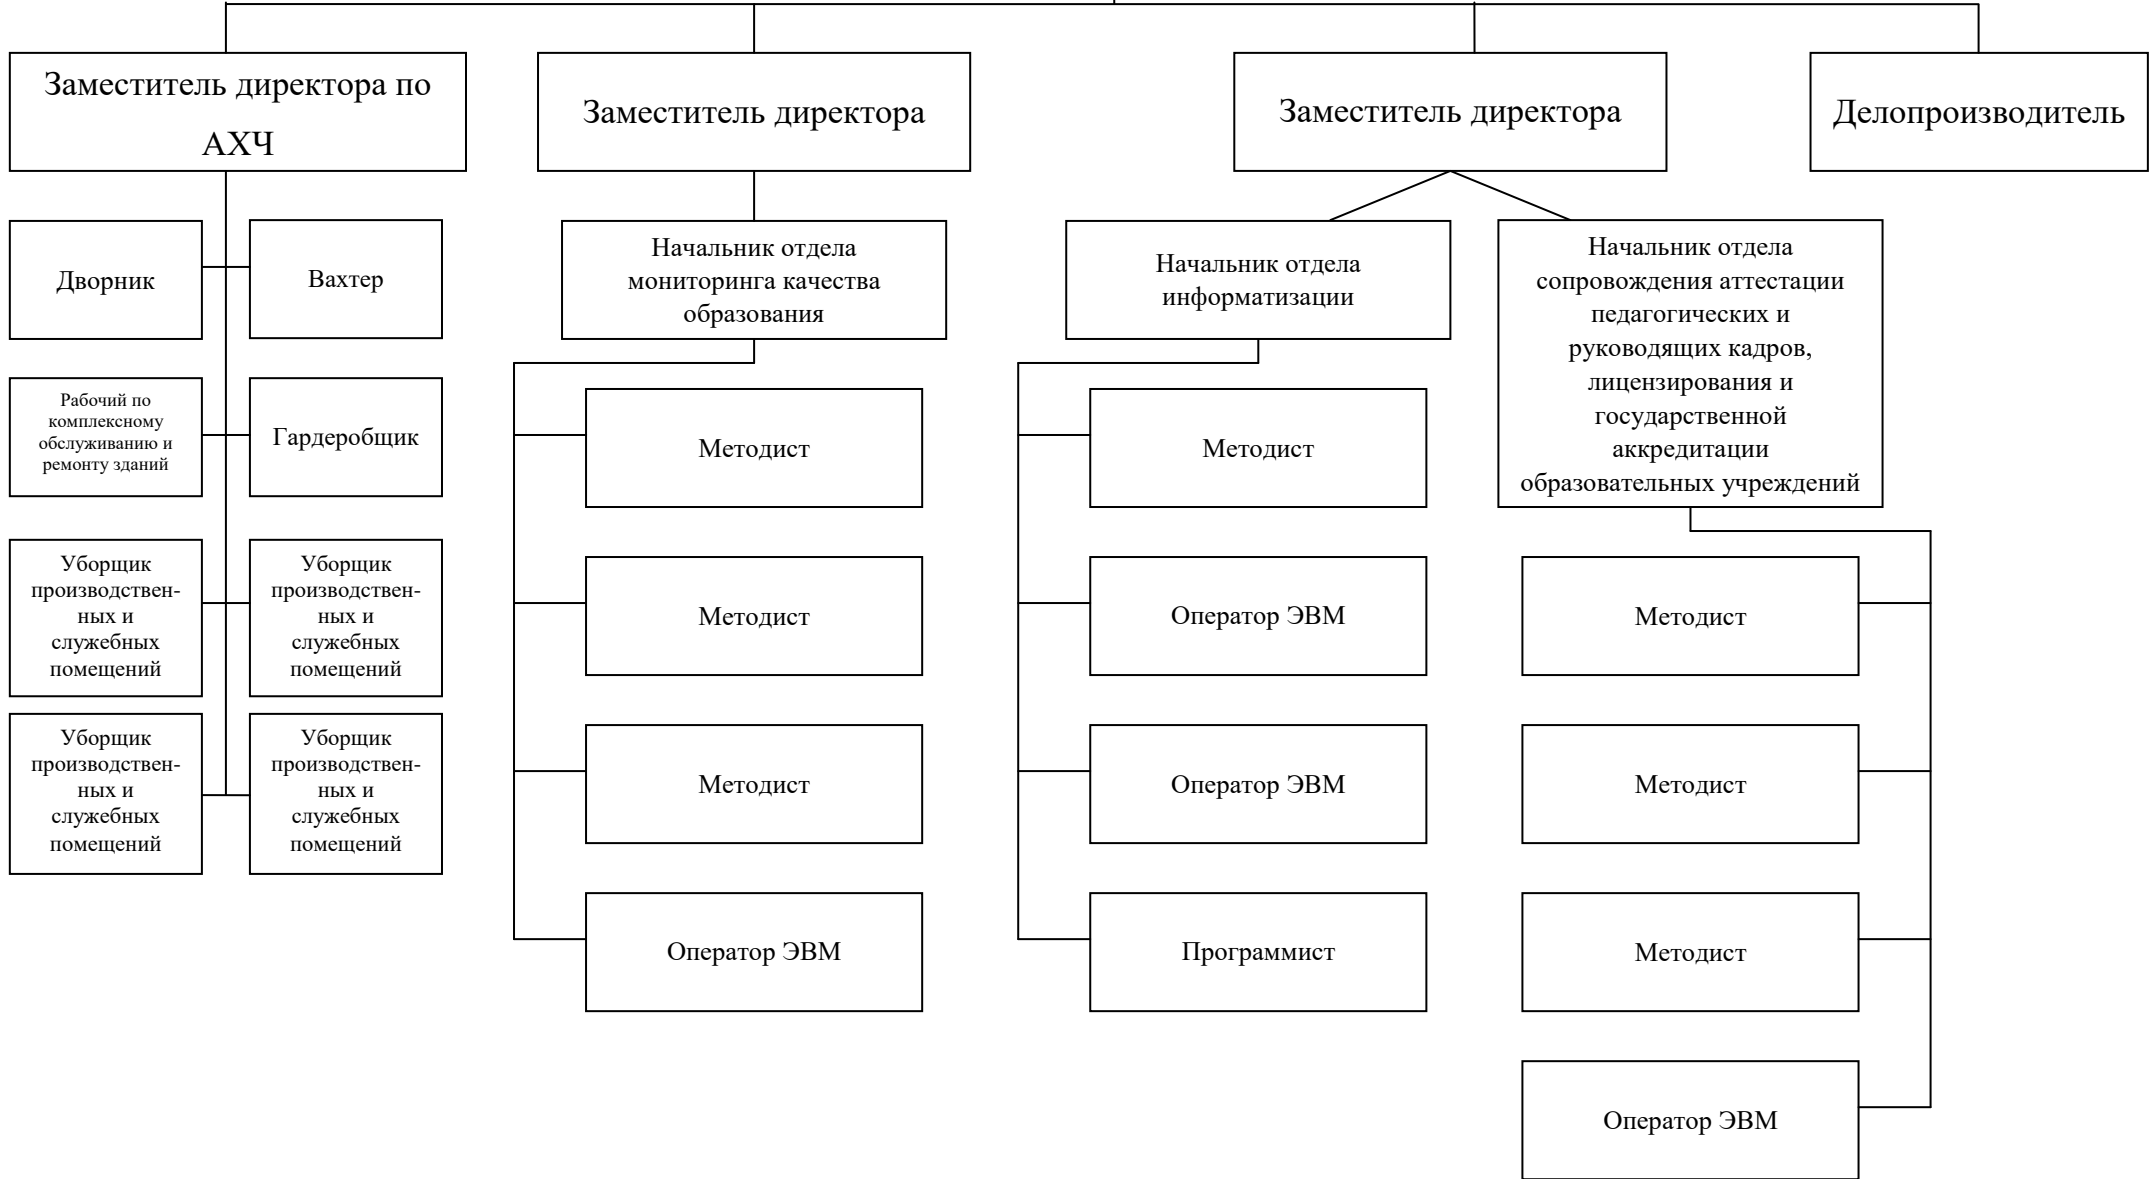 Заместитель директора по
АХЧ
Заместитель директора
Заместитель директора
Делопроизводитель
Дворник
Вахтер
Рабочий по
комплексному
обслуживанию и
ремонту зданий
Гардеробщик
Уборщик
производствен-
ных и
служебных
помещений
Уборщик
производствен-
ных и
служебных
помещений
Уборщик
производствен-
ных и
служебных
помещений
Уборщик
производствен-
ных и
служебных
помещений
Начальник отдела
мониторинга качества
образования
Методист
Методист
Методист
Оператор ЭВМ
Начальник отдела
информатизации
Методист
Оператор ЭВМ
Оператор ЭВМ
Программист
Начальник отдела
сопровождения аттестации
педагогических и
руководящих кадров,
лицензирования и
государственной
аккредитации
образовательных учреждений
Методист
Методист
Методист
Оператор ЭВМ